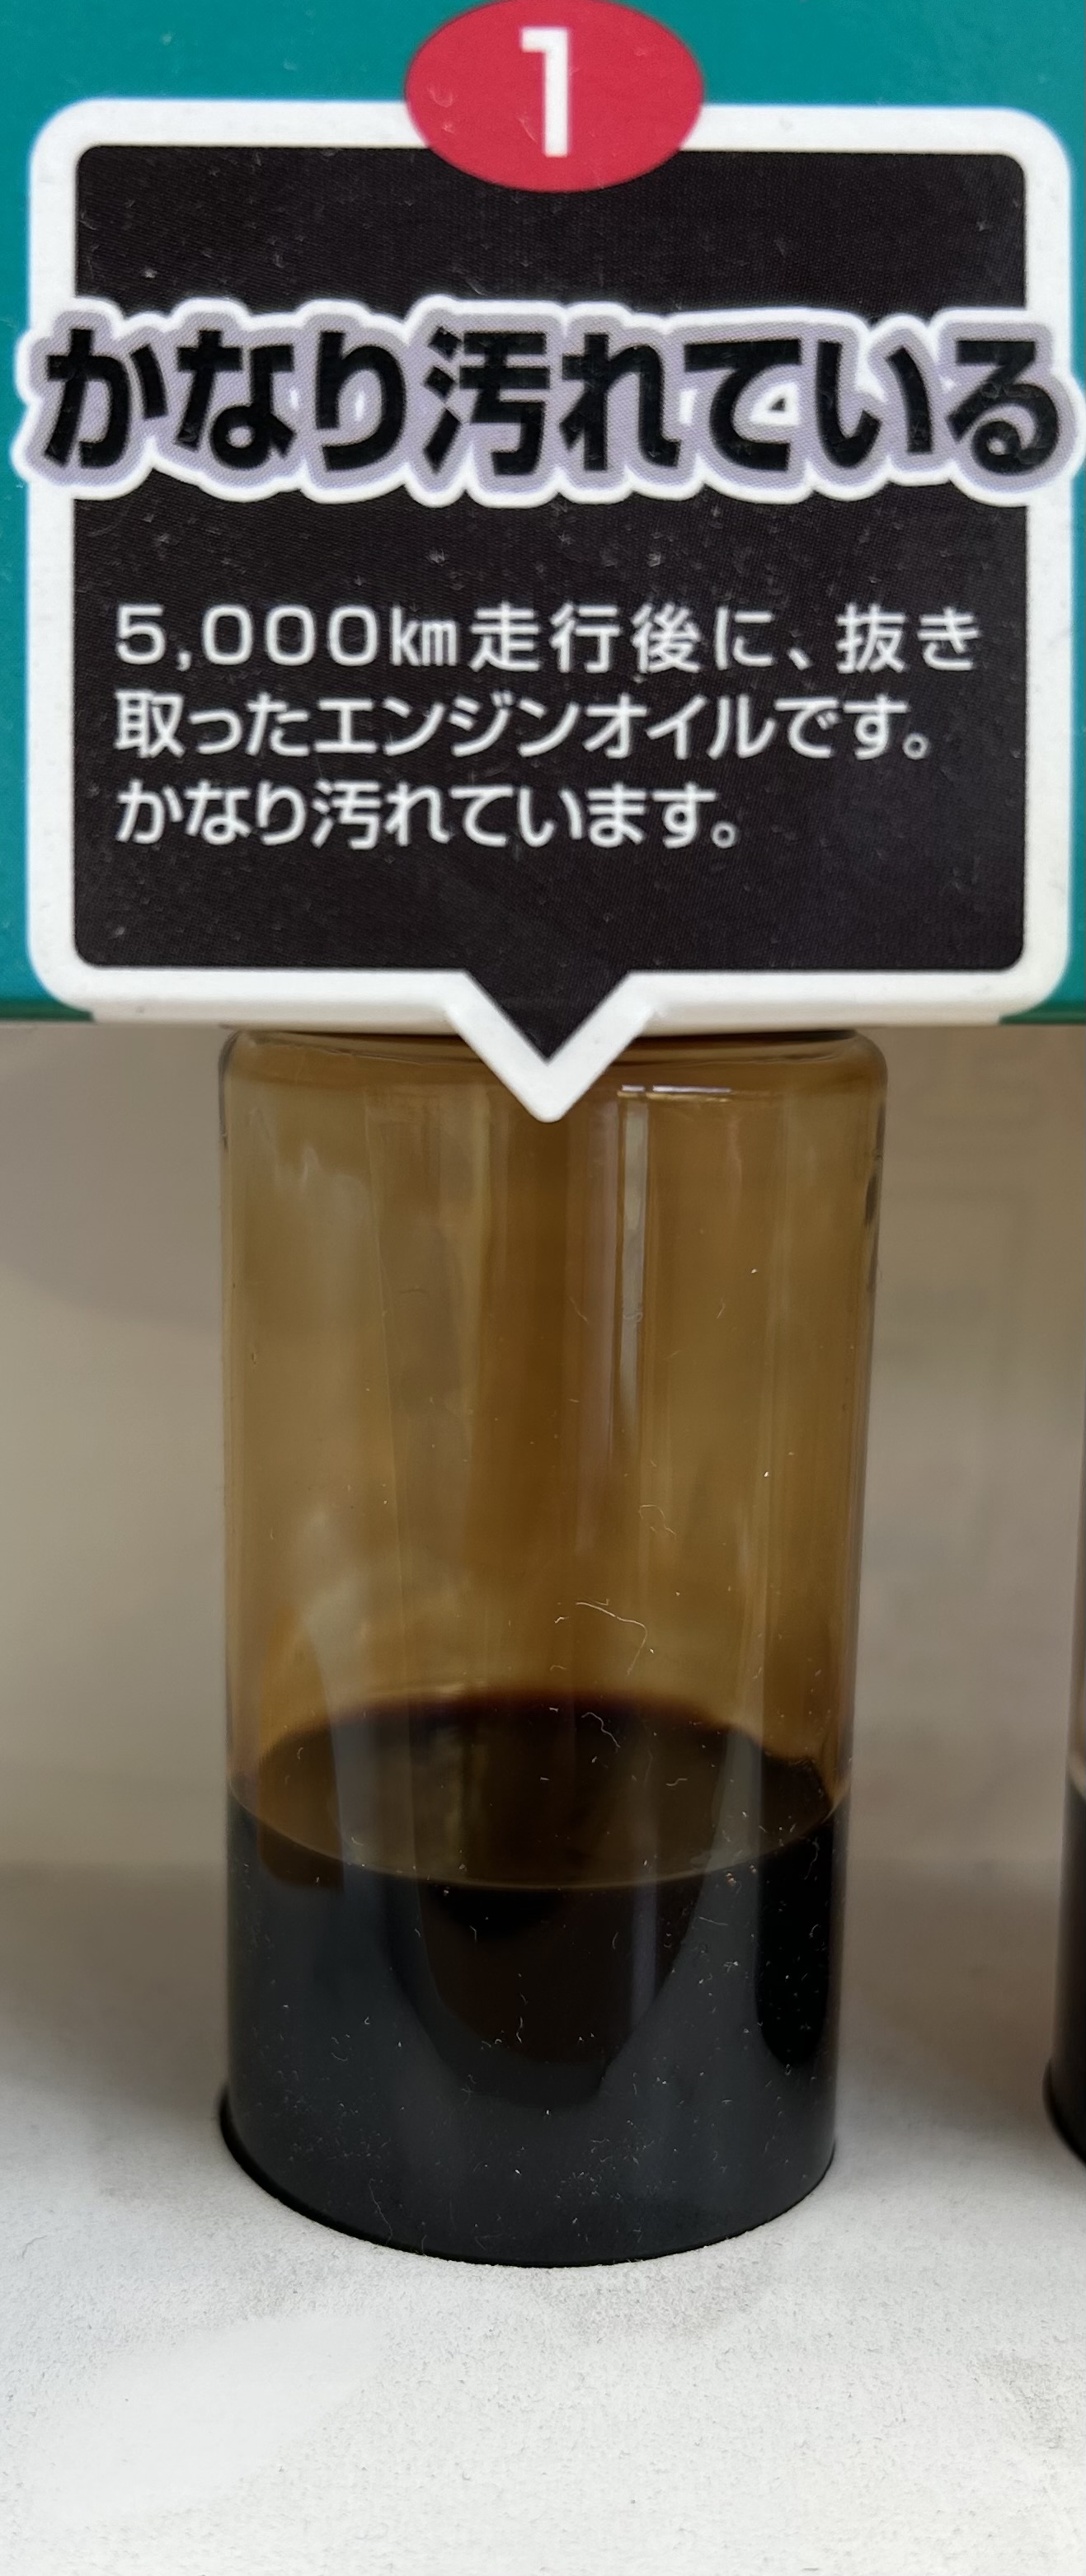 1
かなり汚れている
5,000㎞走行後に、抜き
取ったエンジンオイルです。
かなり汚れています。